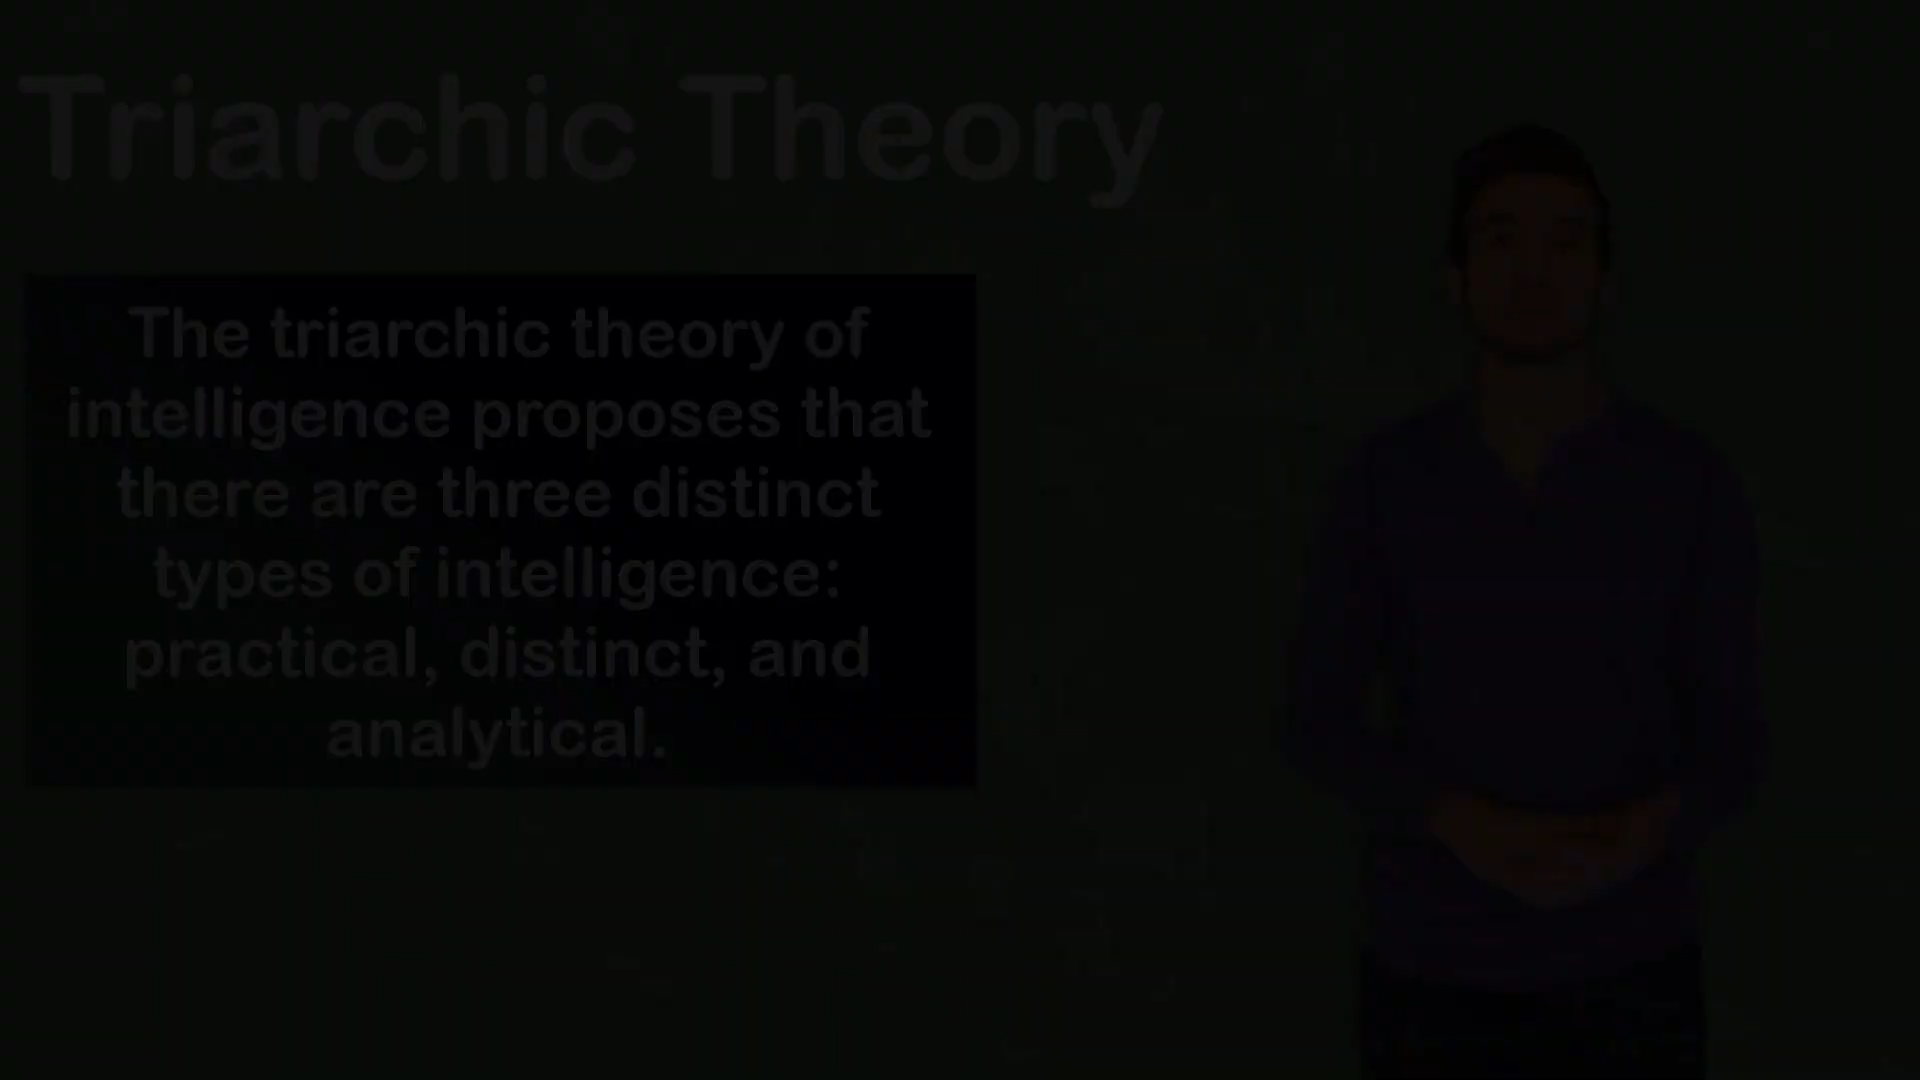 Triarchic Theory
The triarchic theory of
intelligence proposes that
there are three distinct
types of intelligence:
practical, distinct, and
analytical.